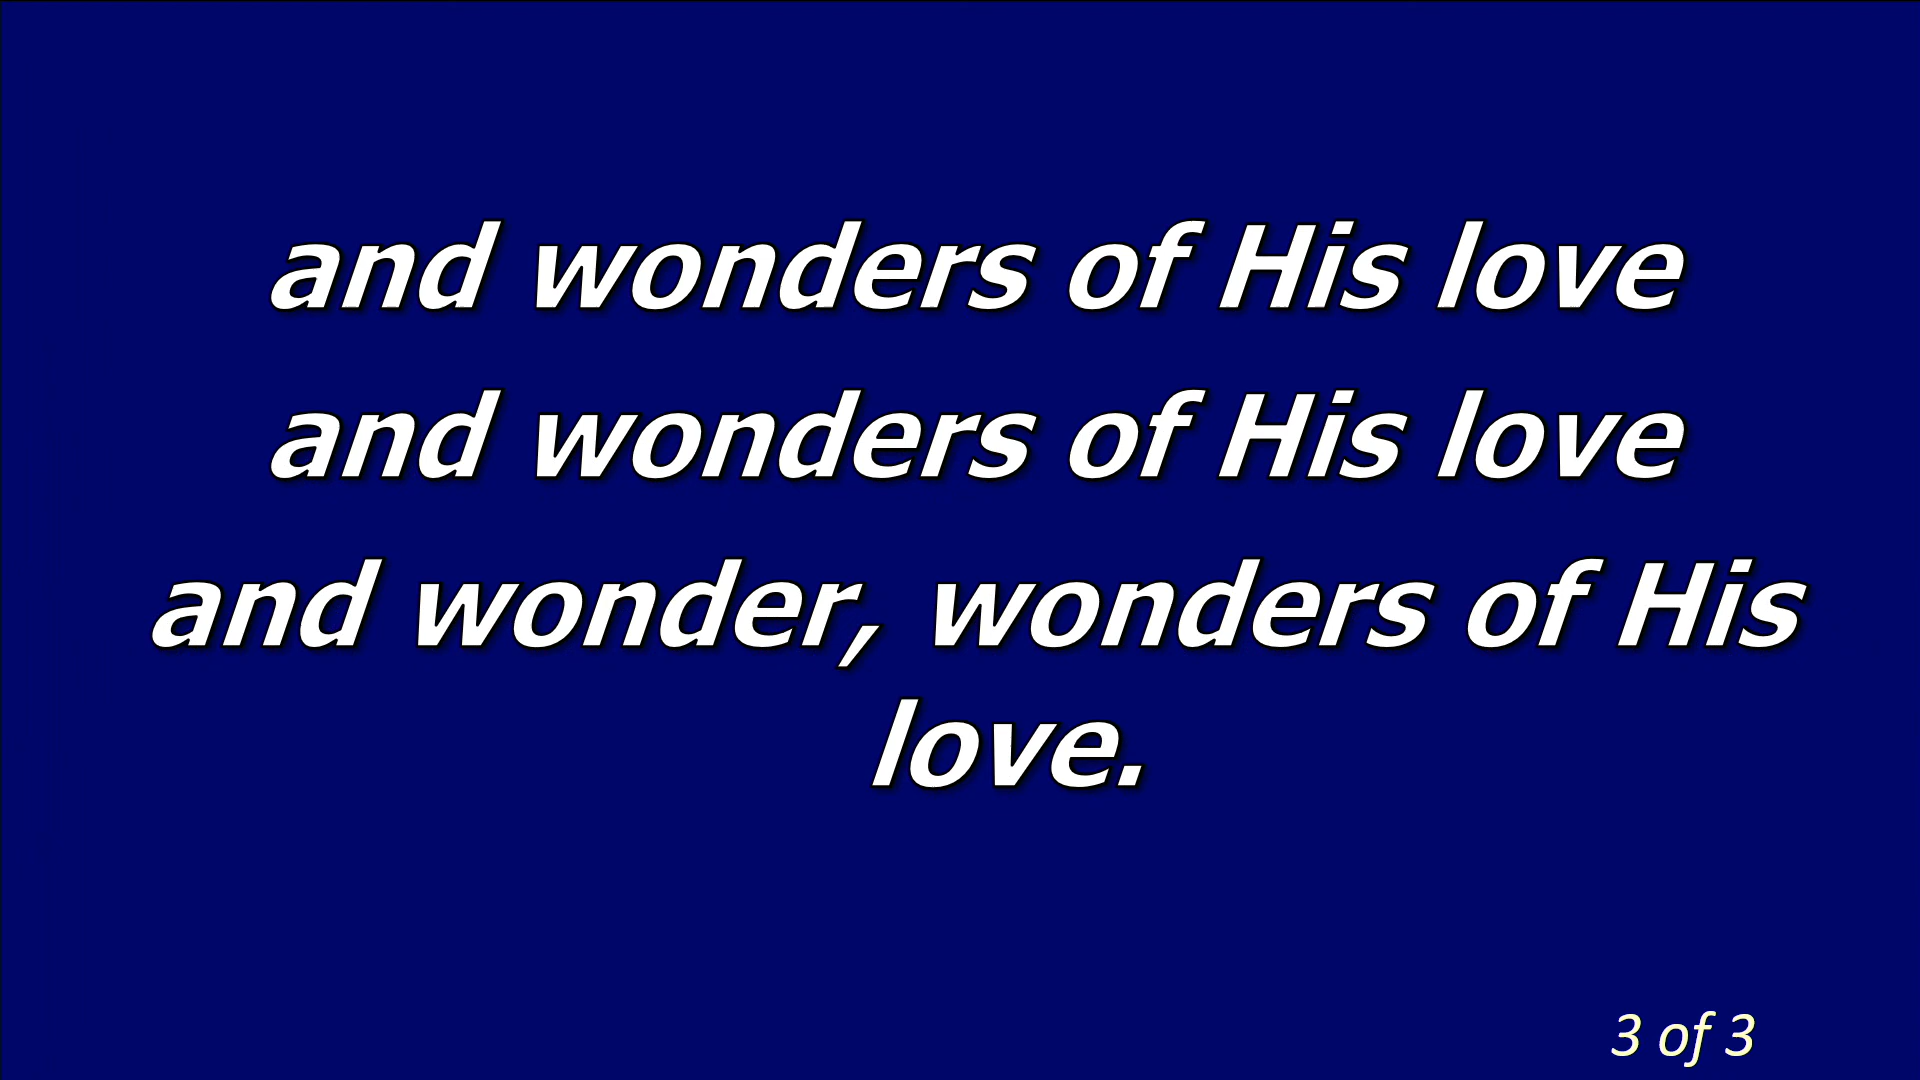 and wonders of His love
and wonders of His love
and wonder, wonders of His
love.
3 of 3